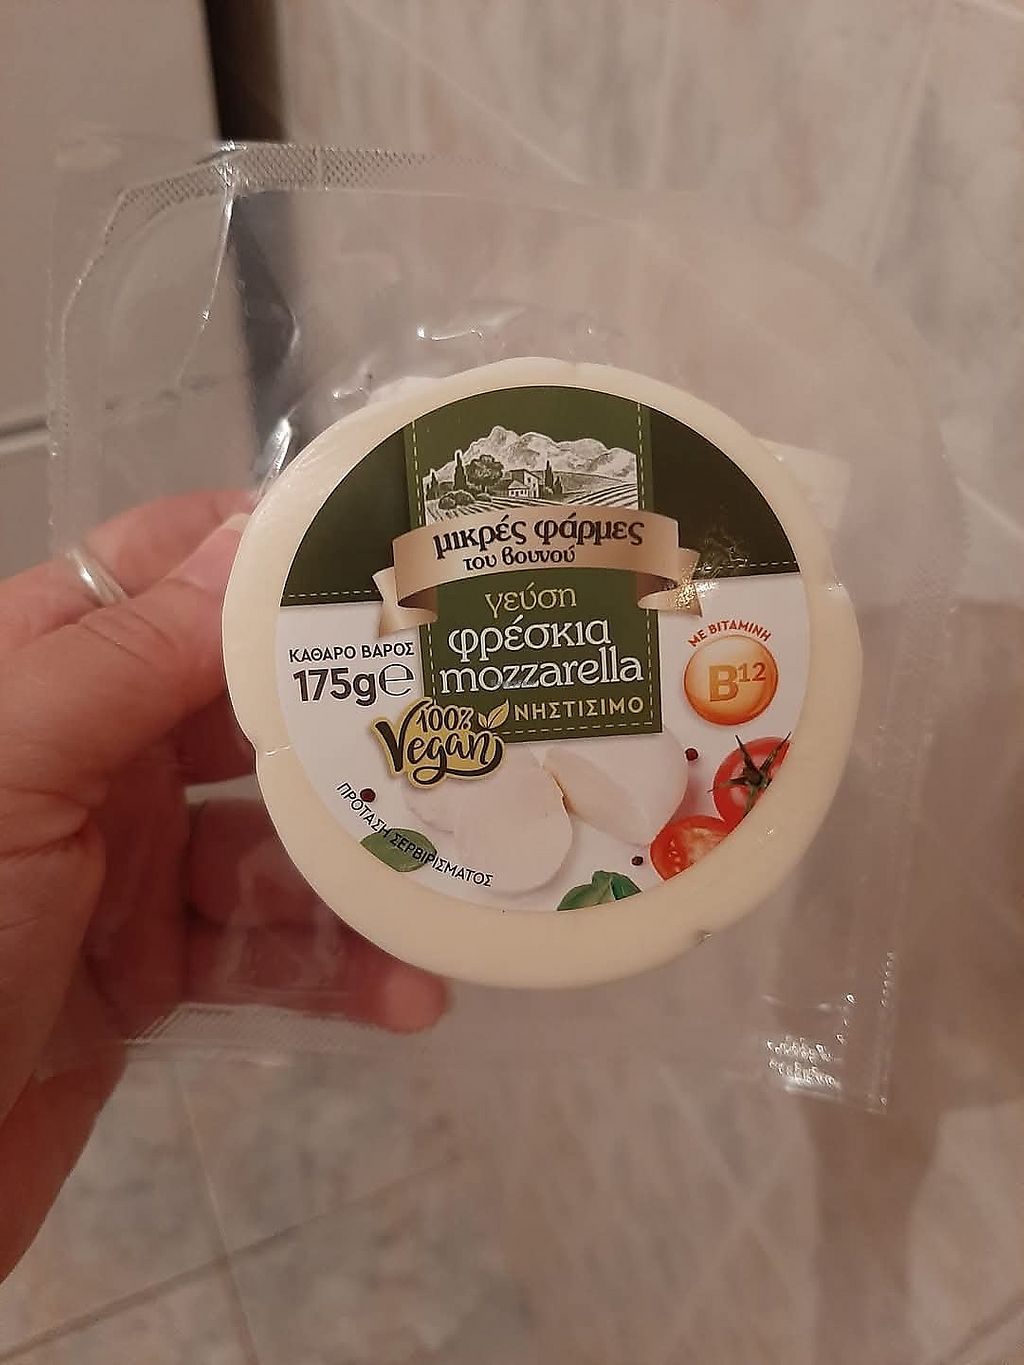 μικρές φάρμες
του βουνού
γεύση
φρέσκια
mozzarella
ΝΗΣΤΙΣΙΜΟ
ΚΑΘΑΡΟ ΒΑΡΟΣ
175g℮
100%
Vegan
ΜΕ ΒΙΤΑΜΙΝΗ
B12
ΠΡΟΤΑΣΗ ΣΕΡΒΙΡΙΣΜΑΤΟΣ